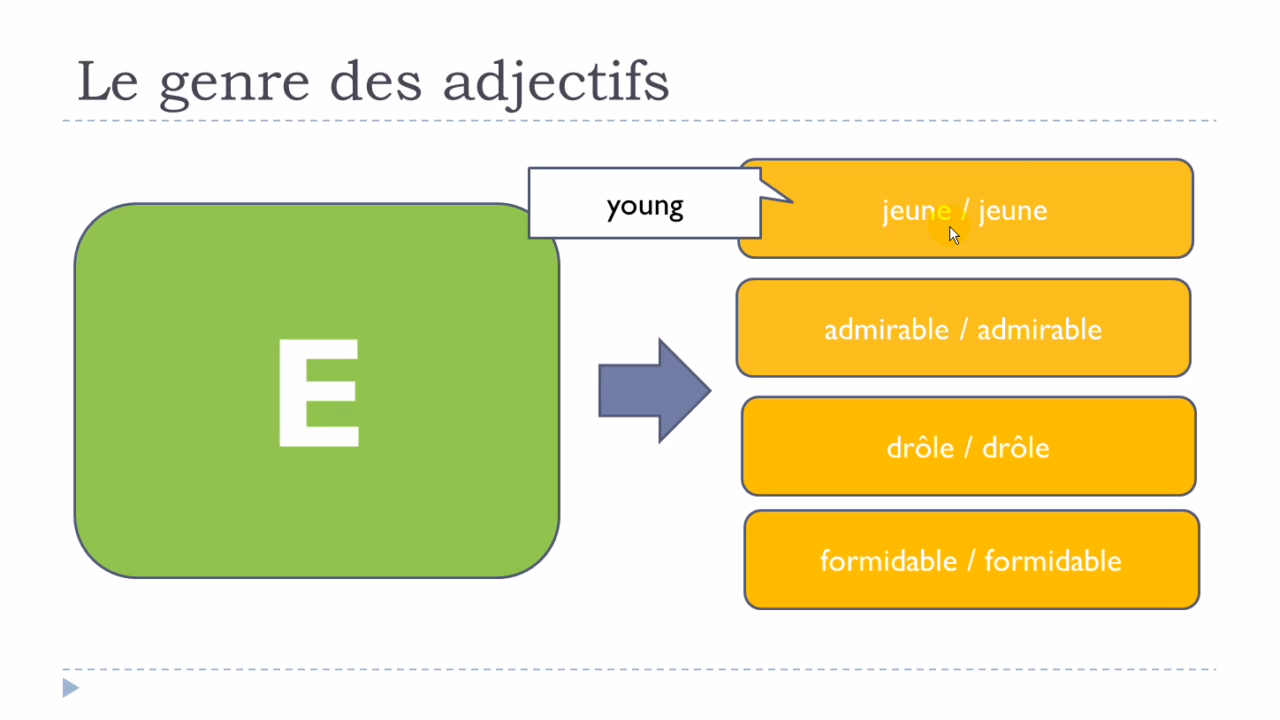 Le genre des adjectifs
E
young
jeune / jeune
admirable / admirable
drôle / drôle
formidable / formidable